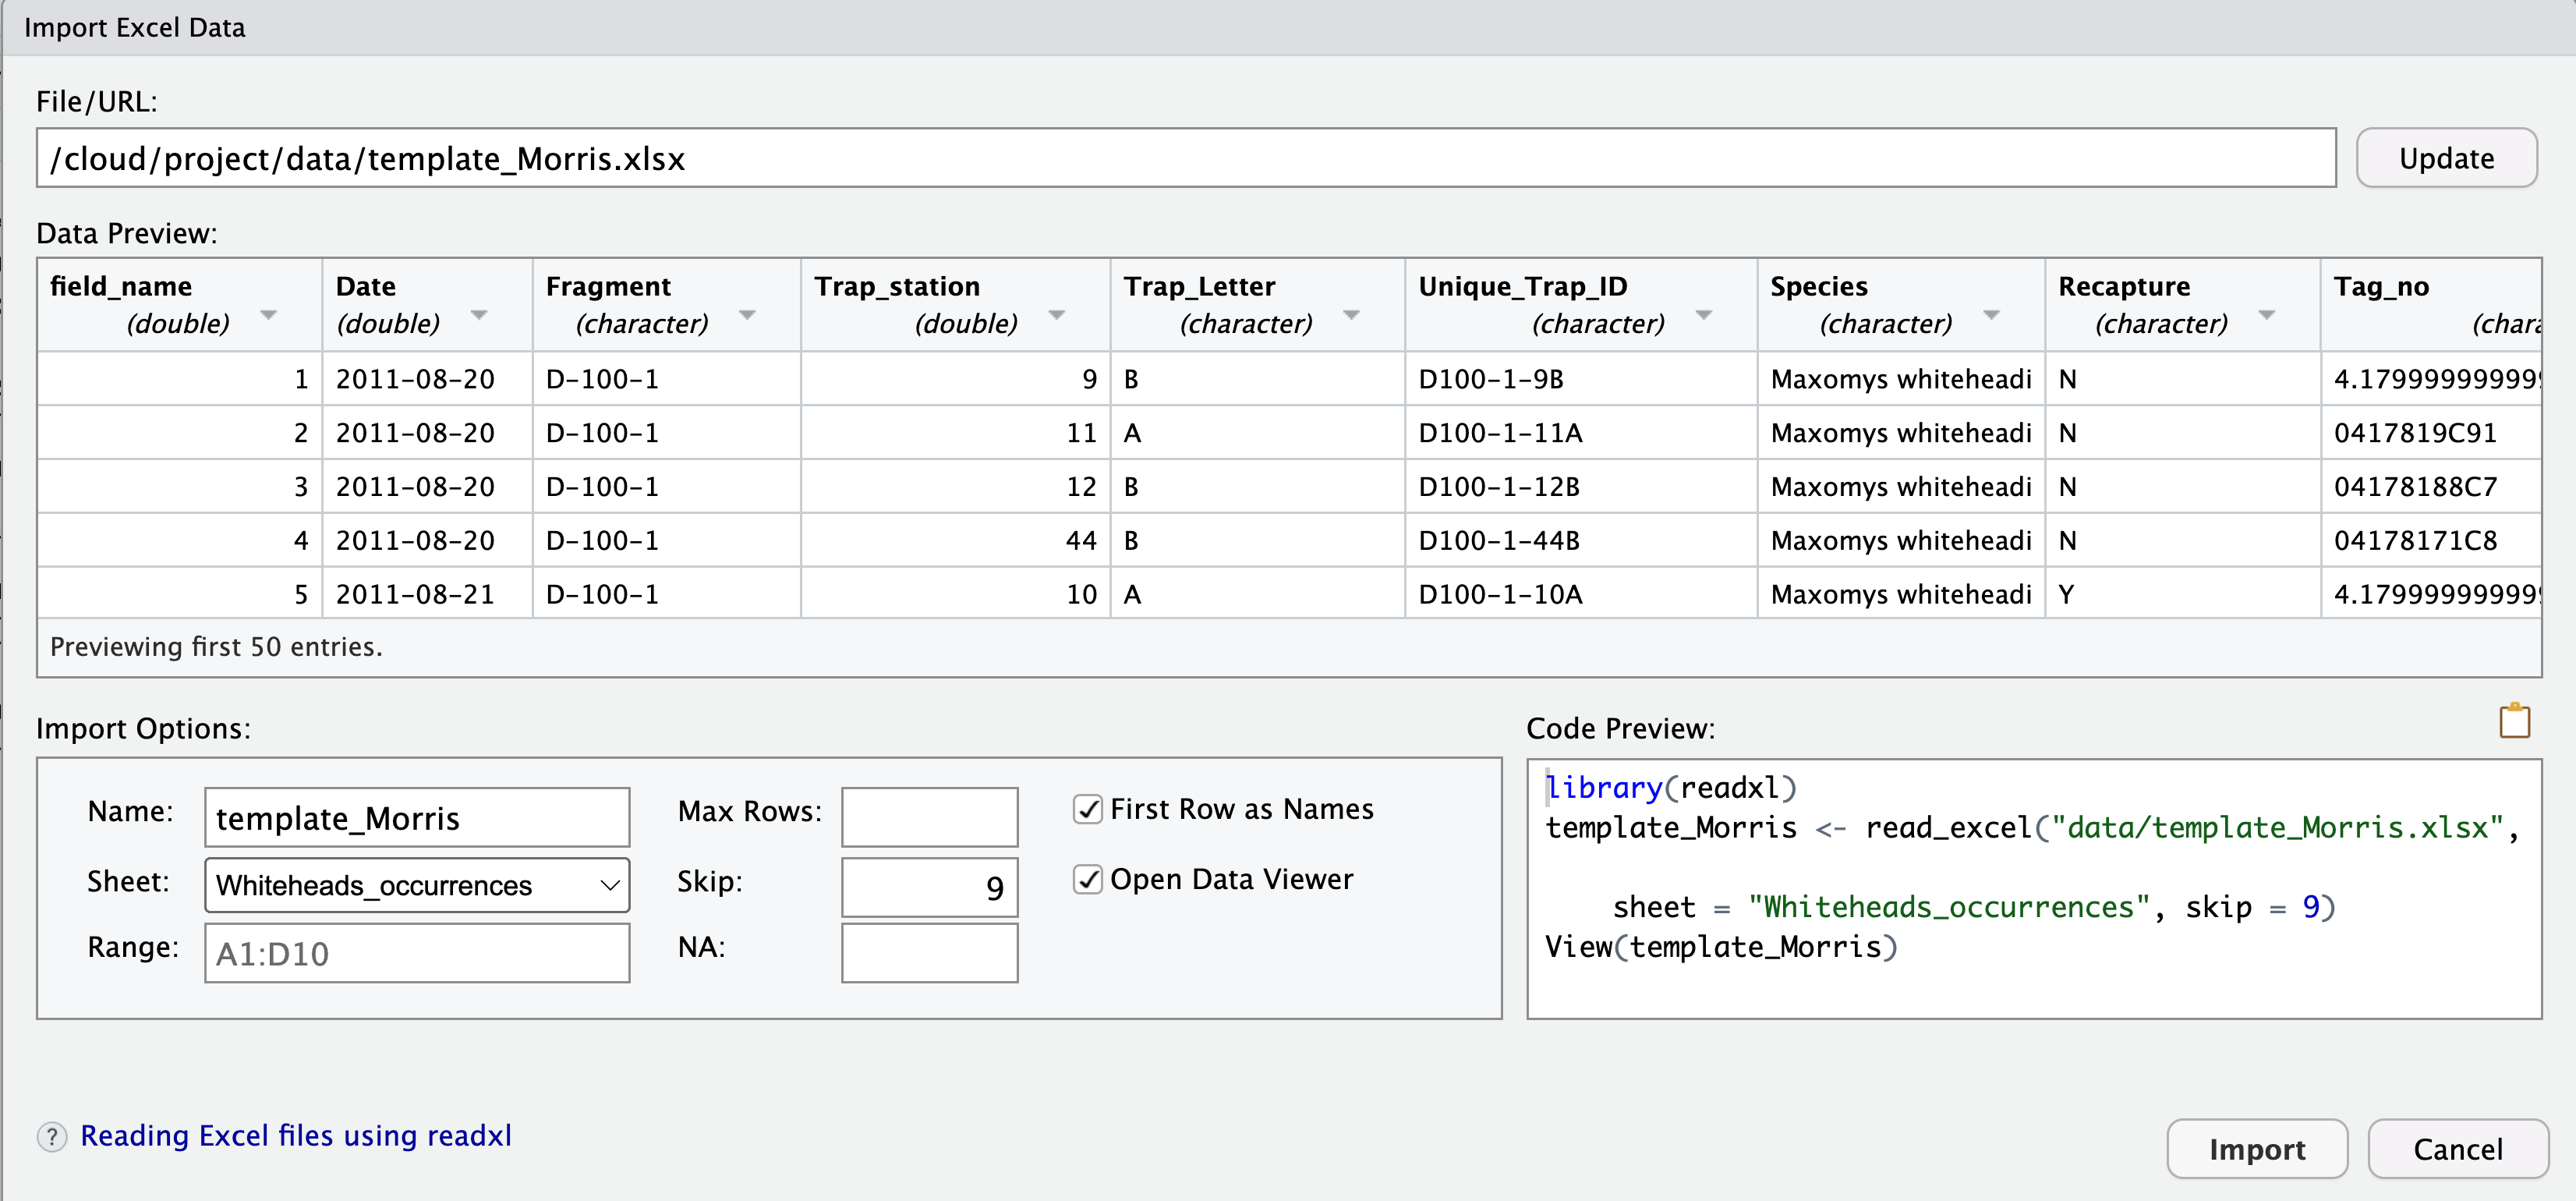 Import Excel Data
File/URL:
/cloud/project/data/template_Morris.xlsx
Update
Data Preview:
field_name Date Fragment Trap_station Trap_Letter Unique_Trap_ID Species Recapture Tag_no
(double) (double) (character) (double) (character) (character) (character) (character) (chara
1 2011-08-20 D-100-1 9 B D100-1-9B Maxomys whiteheadi N 4.179999999999
2 2011-08-20 D-100-1 11 A D100-1-11A Maxomys whiteheadi N 0417819C91
3 2011-08-20 D-100-1 12 B D100-1-12B Maxomys whiteheadi N 04178188C7
4 2011-08-20 D-100-1 44 B D100-1-44B Maxomys whiteheadi N 04178171C8
5 2011-08-21 D-100-1 10 A D100-1-10A Maxomys whiteheadi Y 4.179999999999
Previewing first 50 entries.
Import Options:
Name: template_Morris Max Rows: First Row as Names
Sheet: Whiteheads_occurrences Skip: 9 Open Data Viewer
Range: A1:D10 NA:
Code Preview:
library(readxl)
template_Morris <- read_excel("data/template_Morris.xlsx",
sheet = "Whiteheads_occurrences", skip = 9)
View(template_Morris)
? Reading Excel files using readxl
Import
Cancel